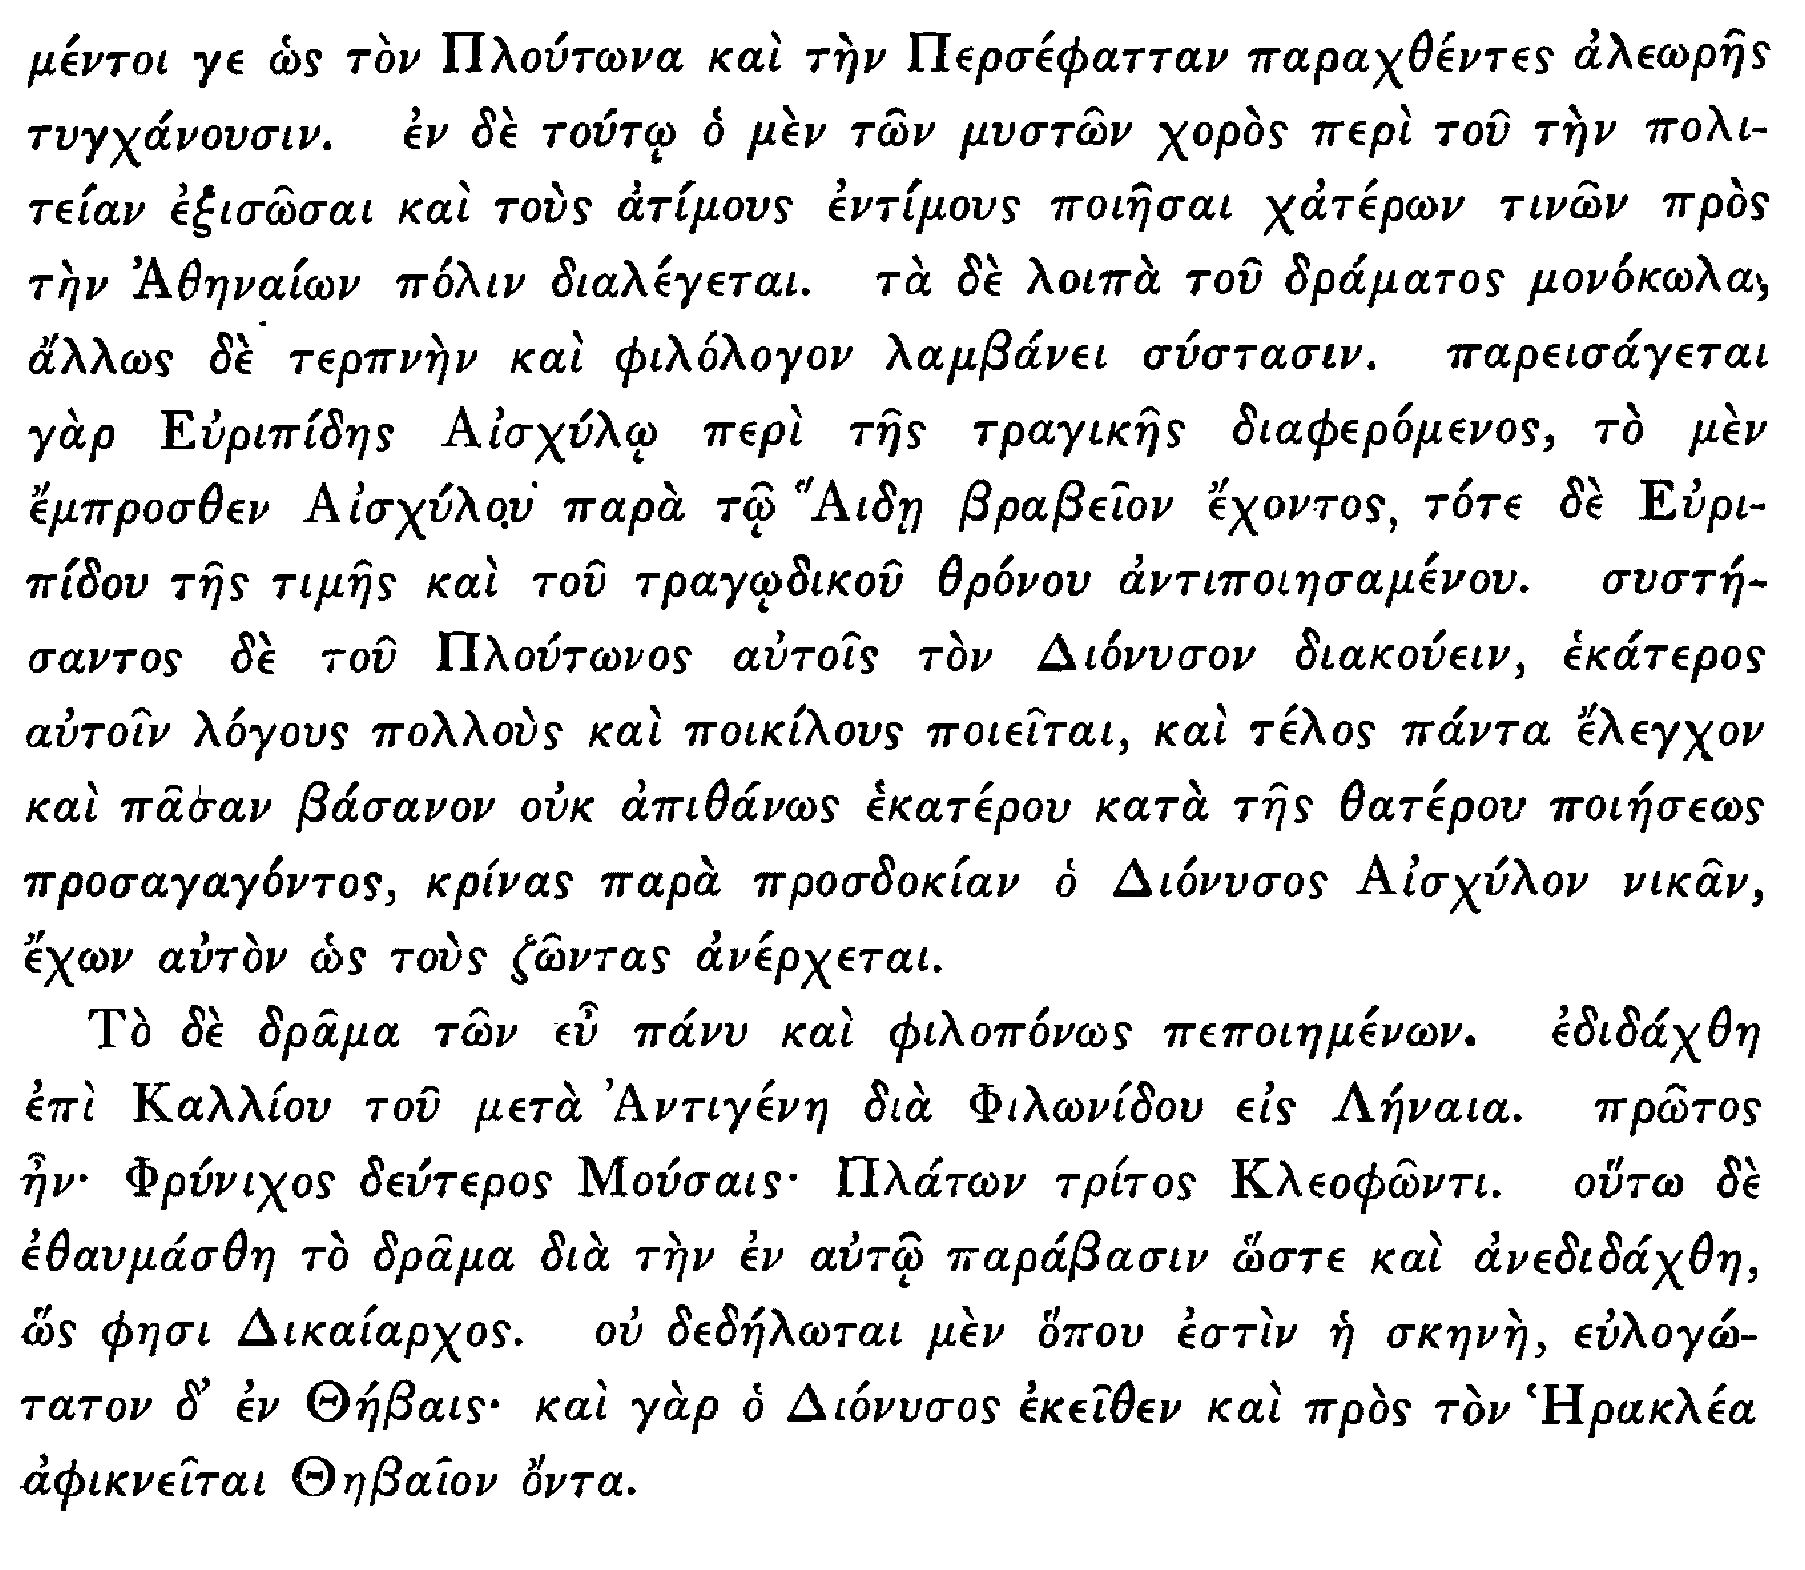 μέντοι γε ὡς τὸν Πλούτωνα καὶ τὴν Περσέφατταν παραχθέντες ἀλεωρῆς
τυγχάνουσιν. ἐν δὲ τούτῳ ὁ μὲν τῶν μυστῶν χορὸς περὶ τοῦ τὴν πολι-
τείαν ἐξισῶσαι καὶ τοὺς ἀτίμους ἐντίμους ποιῆσαι χἀτέρων τινῶν πρὸς
τὴν Ἀθηναίων πόλιν διαλέγεται. τὰ δὲ λοιπὰ τοῦ δράματος μονόκωλα,
ἄλλως δὲ τερπνὴν καὶ φιλόλογον λαμβάνει σύστασιν. παρεισάγεται
γὰρ Εὐριπίδης Αἰσχύλῳ περὶ τῆς τραγικῆς διαφερόμενος, τὸ μὲν
ἔμπροσθεν Αἰσχύλου παρὰ τῷ Ἅιδῃ βραβεῖον ἔχοντος, τότε δὲ Εὐρι-
πίδου τῆς τιμῆς καὶ τοῦ τραγῳδικοῦ θρόνου ἀντιποιησαμένου. συστή-
σαντος δὲ τοῦ Πλούτωνος αὐτοῖς τὸν Διόνυσον διακούειν, ἑκάτερος
αὐτοῖν λόγους πολλοὺς καὶ ποικίλους ποιεῖται, καὶ τέλος πάντα ἔλεγχον
καὶ πᾶσαν βάσανον οὐκ ἀπιθάνως ἑκατέρου κατὰ τῆς θατέρου ποιήσεως
προσαγαγόντος, κρίνας παρὰ προσδοκίαν ὁ Διόνυσος Αἰσχύλον νικᾶν,
ἔχων αὐτὸν ὡς τοὺς ζῶντας ἀνέρχεται.
Τὸ δὲ δρᾶμα τῶν εὖ πάνυ καὶ φιλοπόνως πεποιημένων. ἐδιδάχθη
ἐπὶ Καλλίου τοῦ μετὰ Ἀντιγένη διὰ Φιλωνίδου εἰς Λήναια. πρῶτος
ἦν· Φρύνιχος δεύτερος Μούσαις· Πλάτων τρίτος Κλεοφῶντι. οὕτω δὲ
ἐθαυμάσθη τὸ δρᾶμα διὰ τὴν ἐν αὐτῷ παράβασιν ὥστε καὶ ἀνεδιδάχθη,
ὥς φησι Δικαίαρχος. οὐ δεδήλωται μὲν ὅπου ἐστὶν ἡ σκηνὴ, εὐλογώ-
τατον δ’ ἐν Θήβαις· καὶ γὰρ ὁ Διόνυσος ἐκεῖθεν καὶ πρὸς τὸν Ἡρακλέα
ἀφικνεῖται Θηβαῖον ὄντα.